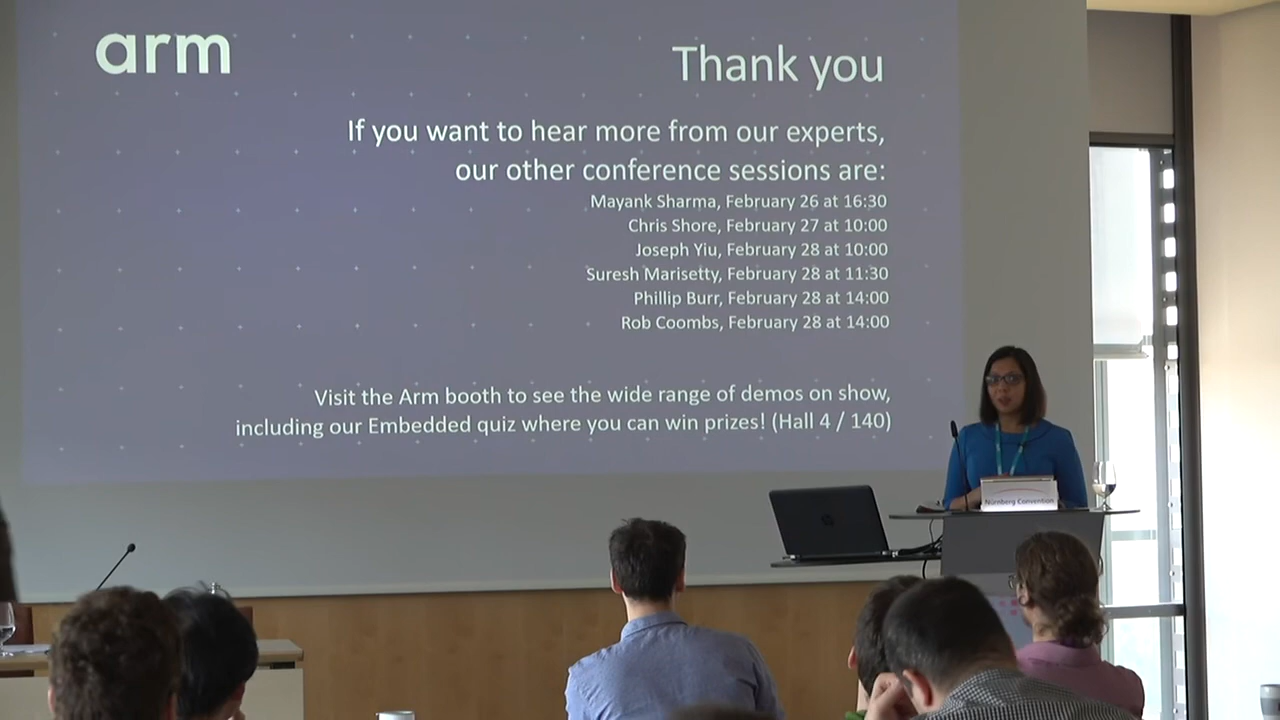 arm
Thank you
If you want to hear more from our experts,
our other conference sessions are:
Mayank Sharma, February 26 at 16:30
Chris Shore, February 27 at 10:00
Joseph Yiu, February 28 at 10:00
Suresh Marisetty, February 28 at 11:30
Phillip Burr, February 28 at 14:00
Rob Coombs, February 28 at 14:00
Visit the Arm booth to see the wide range of demos on show,
including our Embedded quiz where you can win prizes! (Hall 4 / 140)
Nürnberg Convention